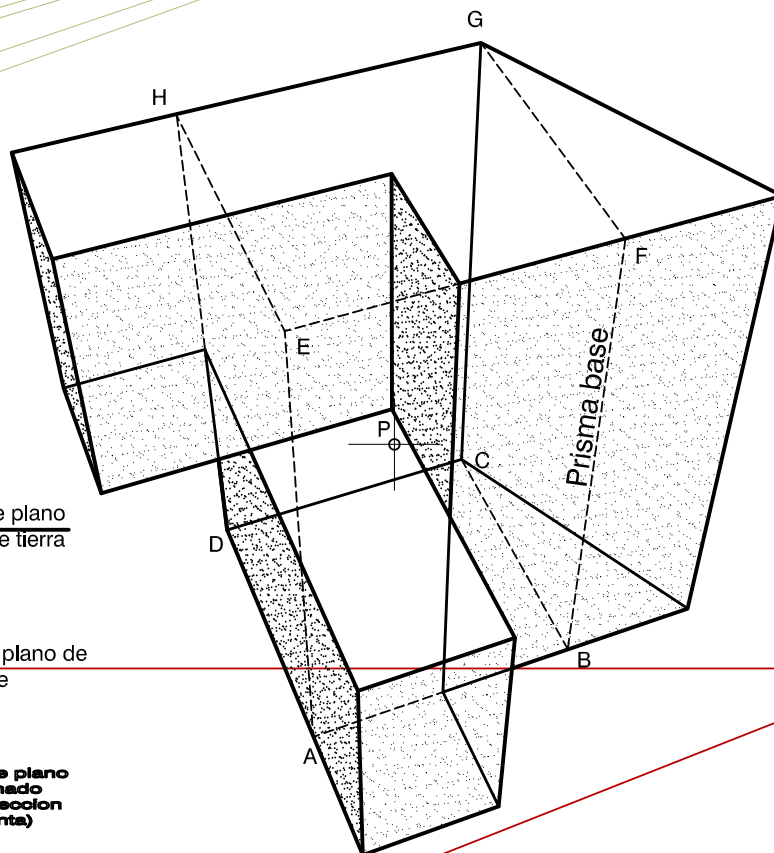 G
H
F
E
Prisma base
P
C
e plano
e tierra
D
plano de
e
B
A
e plano
nado
eccion
nta)